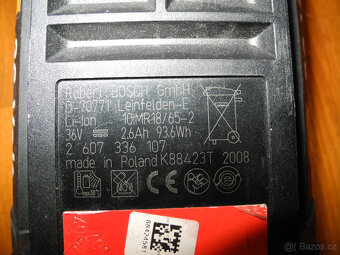 Robert BOSCH GmbH
D-70771 Leinfelden-E
Li-Ion 10IMR18/65-2
36V 2.6Ah 93.6Wh
2 607 336 107
made in Poland K88423T 2008
bazos.cz